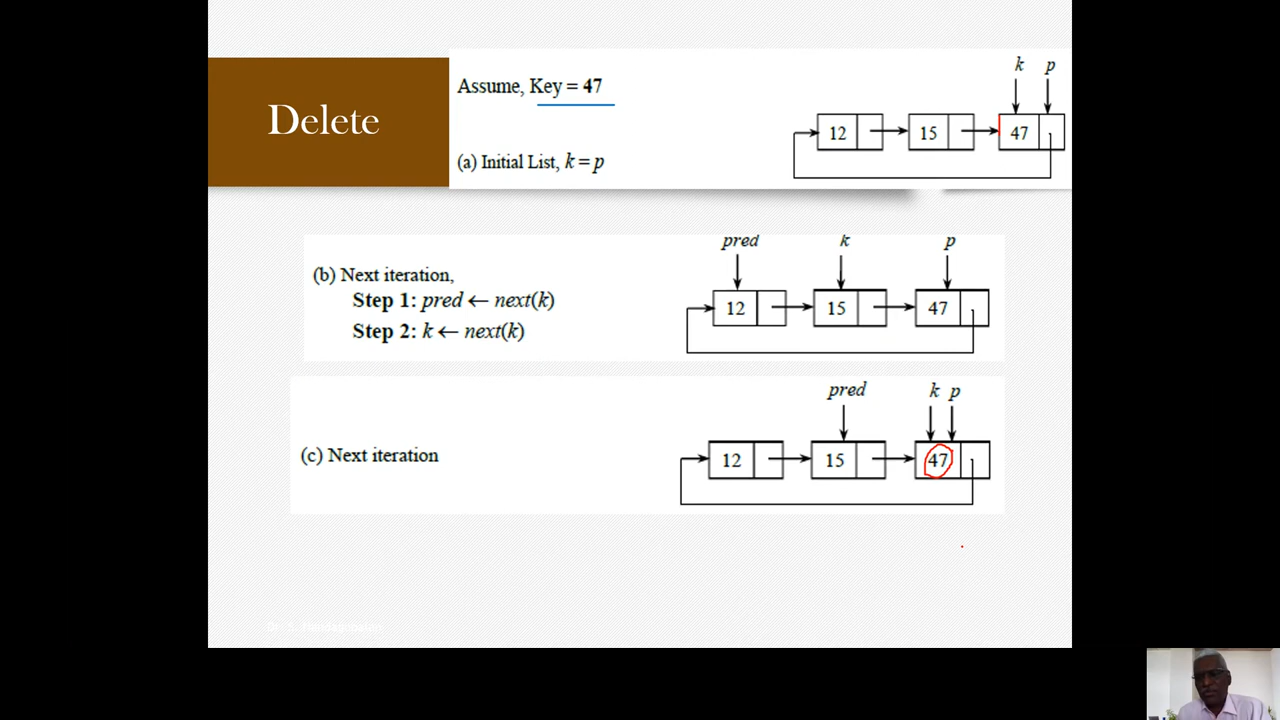 Delete
Assume, Key = 47
(a) Initial List, k = p
k p
12 15 47
(b) Next iteration,
Step 1: pred ← next(k)
Step 2: k ← next(k)
pred k p
12 15 47
(c) Next iteration
pred k p
12 15 47